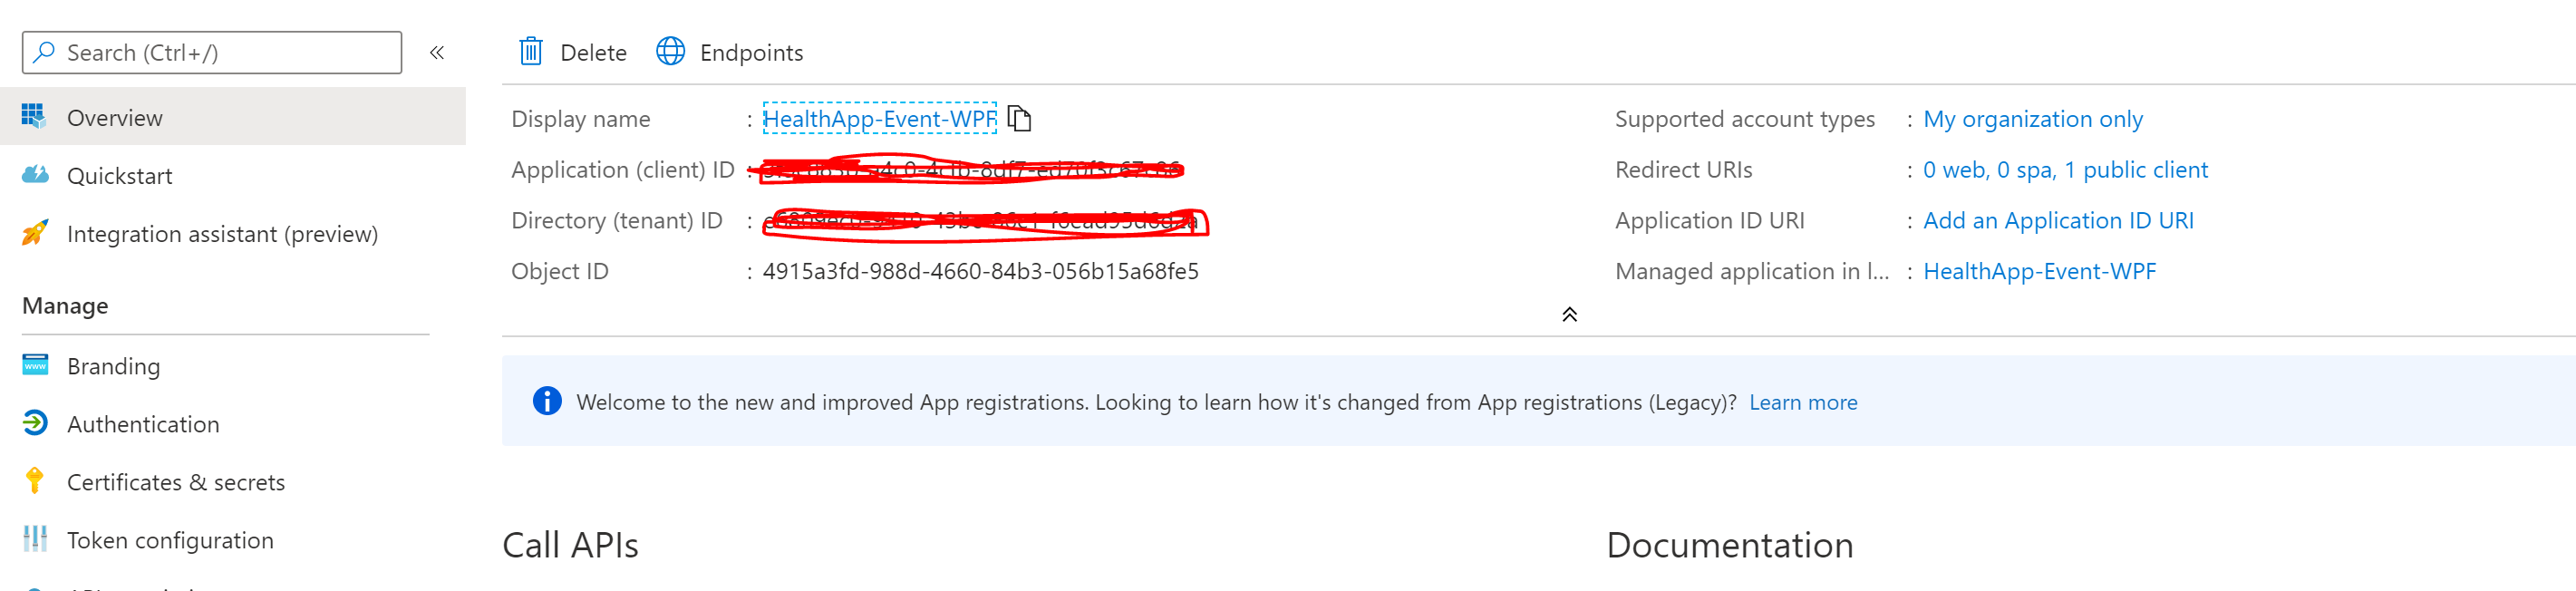 Search (Ctrl+/)
«
Delete
Endpoints
Overview
Quickstart
Integration assistant (preview)
Manage
Branding
Authentication
Certificates & secrets
Token configuration
Display name : HealthApp-Event-WPF
Application (client) ID :
Directory (tenant) ID :
Object ID : 4915a3fd-988d-4660-84b3-056b15a68fe5
Supported account types : My organization only
Redirect URIs : 0 web, 0 spa, 1 public client
Application ID URI : Add an Application ID URI
Managed application in l... : HealthApp-Event-WPF
Welcome to the new and improved App registrations. Looking to learn how it's changed from App registrations (Legacy)? Learn more
Call APIs
Documentation